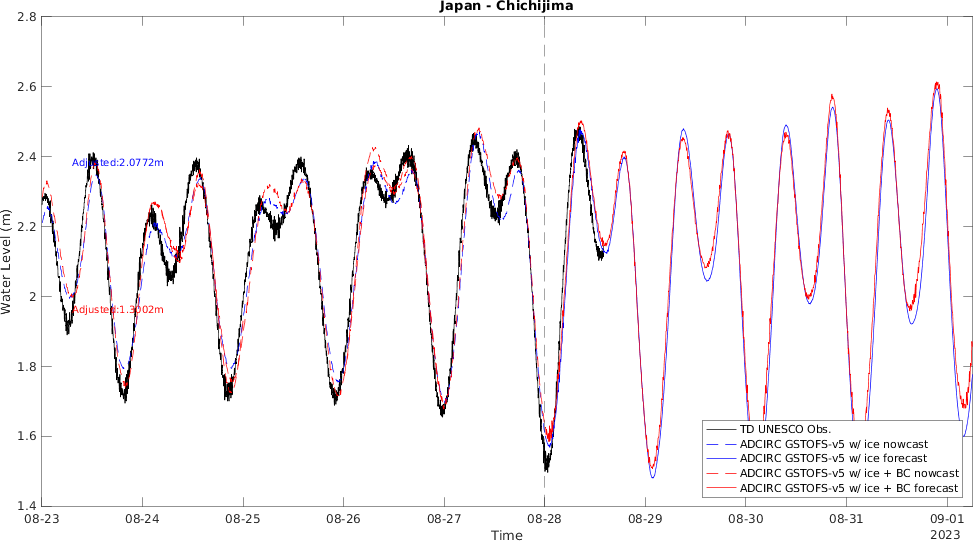 Japan - Chichijima
2.8
2.6
2.4
2.2
2
1.8
1.6
1.4
Water Level (m)
Adjusted:2.0772m
Adjusted:1.3002m
TD UNESCO Obs.
ADCIRC GSTOFS-v5 w/ ice nowcast
ADCIRC GSTOFS-v5 w/ ice forecast
ADCIRC GSTOFS-v5 w/ ice + BC nowcast
ADCIRC GSTOFS-v5 w/ ice + BC forecast
08-23 08-24 08-25 08-26 08-27 08-28 08-29 08-30 08-31 09-01
2023
Time